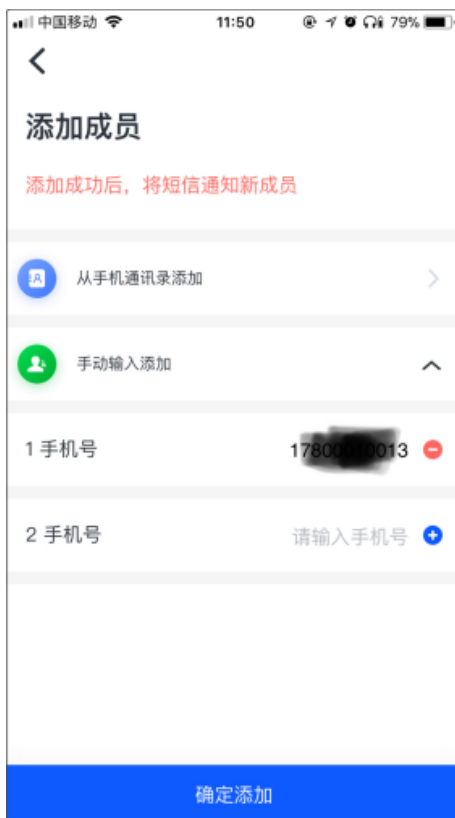 中国移动 11:50 79%
添加成员
添加成功后，将短信通知新成员
从手机通讯录添加
手动输入添加
1 手机号
2 手机号 请输入手机号
确定添加